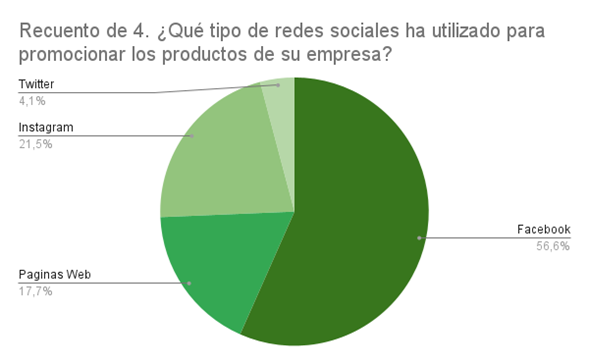 Recuento de 4. ¿Qué tipo de redes sociales ha utilizado para
promocionar los productos de su empresa?
Twitter
4,1%
Instagram
21,5%
Facebook
56,6%
Paginas Web
17,7%